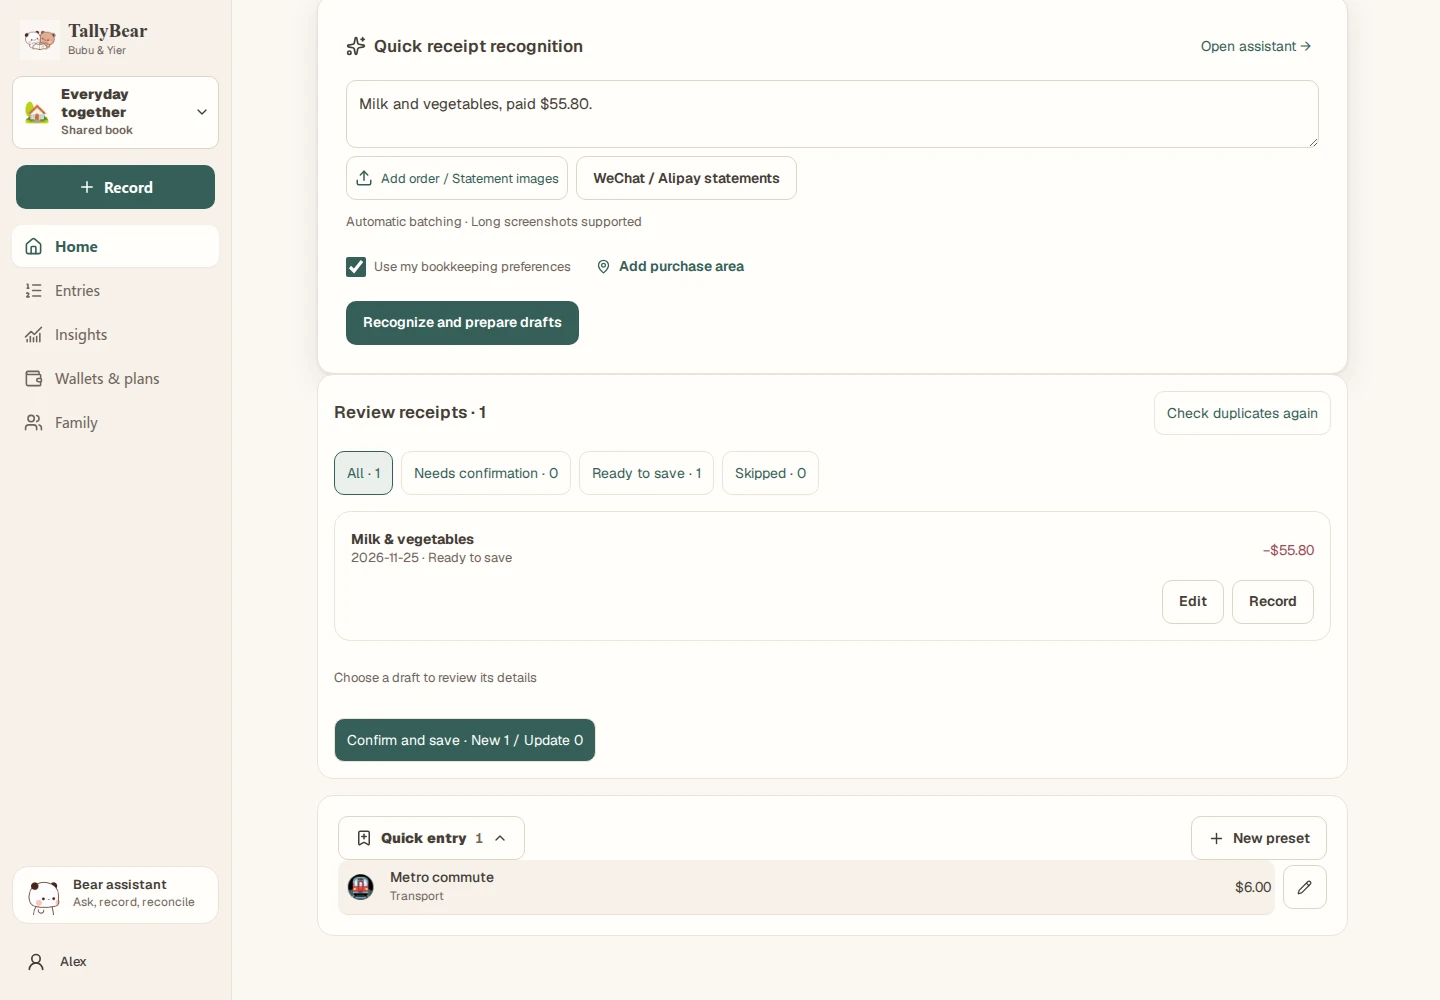 TallyBear
Bubu & Yier
Everyday
together
Shared book
Record
Home
Entries
Insights
Wallets & plans
Family
Bear assistant
Ask, record, reconcile
Alex
Quick receipt recognition
Open assistant →
Milk and vegetables, paid $55.80.
Add order / Statement images
WeChat / Alipay statements
Automatic batching · Long screenshots supported
Use my bookkeeping preferences
Add purchase area
Recognize and prepare drafts
Review receipts · 1
Check duplicates again
All · 1
Needs confirmation · 0
Ready to save · 1
Skipped · 0
Milk & vegetables
2026-11-25 · Ready to save
−$55.80
Edit
Record
Choose a draft to review its details
Confirm and save · New 1 / Update 0
Quick entry 1
New preset
Metro commute
Transport
$6.00